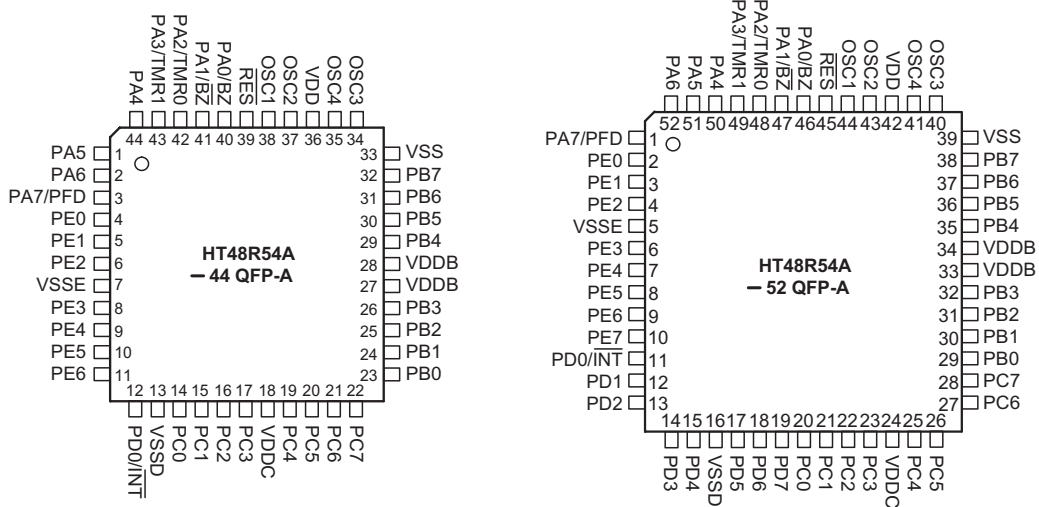 PA4
PA3/TMR1
PA2/TMR0
PA1/BZ
PA0/BZ
RES
OSC1
OSC2
VDD
OSC4
OSC3
44 43 42 41 40 39 38 37 36 35 34
PA5 1
PA6 2
PA7/PFD 3
PE0 4
PE1 5
PE2 6
VSSE 7
PE3 8
PE4 9
PE5 10
PE6 11
HT48R54A
– 44 QFP-A
33 VSS
32 PB7
31 PB6
30 PB5
29 PB4
28 VDDB
27 VDDB
26 PB3
25 PB2
24 PB1
23 PB0
12 13 14 15 16 17 18 19 20 21 22
PD0/INT
VSSD
PC0
PC1
PC2
PC3
VDDC
PC4
PC5
PC6
PC7
PA6
PA5
PA4
PA3/TMR1
PA2/TMR0
PA1/BZ
PA0/BZ
RES
OSC1
OSC2
VDD
OSC4
OSC3
52 51 50 49 48 47 46 45 44 43 42 41 40
PA7/PFD 1
PE0 2
PE1 3
PE2 4
VSSE 5
PE3 6
PE4 7
PE5 8
PE6 9
PE7 10
PD0/INT 11
PD1 12
PD2 13
HT48R54A
– 52 QFP-A
39 VSS
38 PB7
37 PB6
36 PB5
35 PB4
34 VDDB
33 VDDB
32 PB3
31 PB2
30 PB1
29 PB0
28 PC7
27 PC6
14 15 16 17 18 19 20 21 22 23 24 25 26
PD3
PD4
VSSD
PD5
PD6
PD7
PC0
PC1
PC2
PC3
VDDC
PC4
PC5